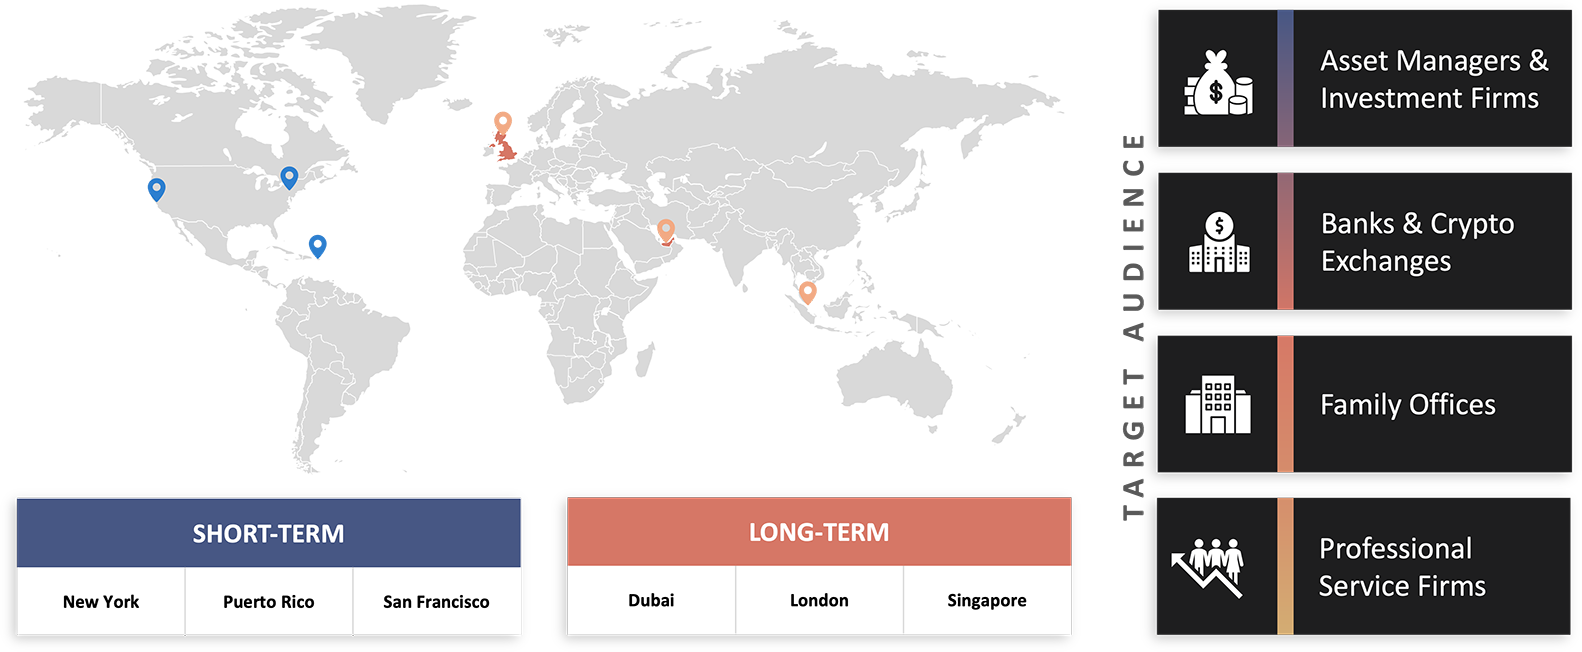 SHORT-TERM
New York
Puerto Rico
San Francisco
LONG-TERM
Dubai
London
Singapore
TARGET AUDIENCE
Asset Managers &
Investment Firms
Banks & Crypto
Exchanges
Family Offices
Professional
Service Firms
$
$